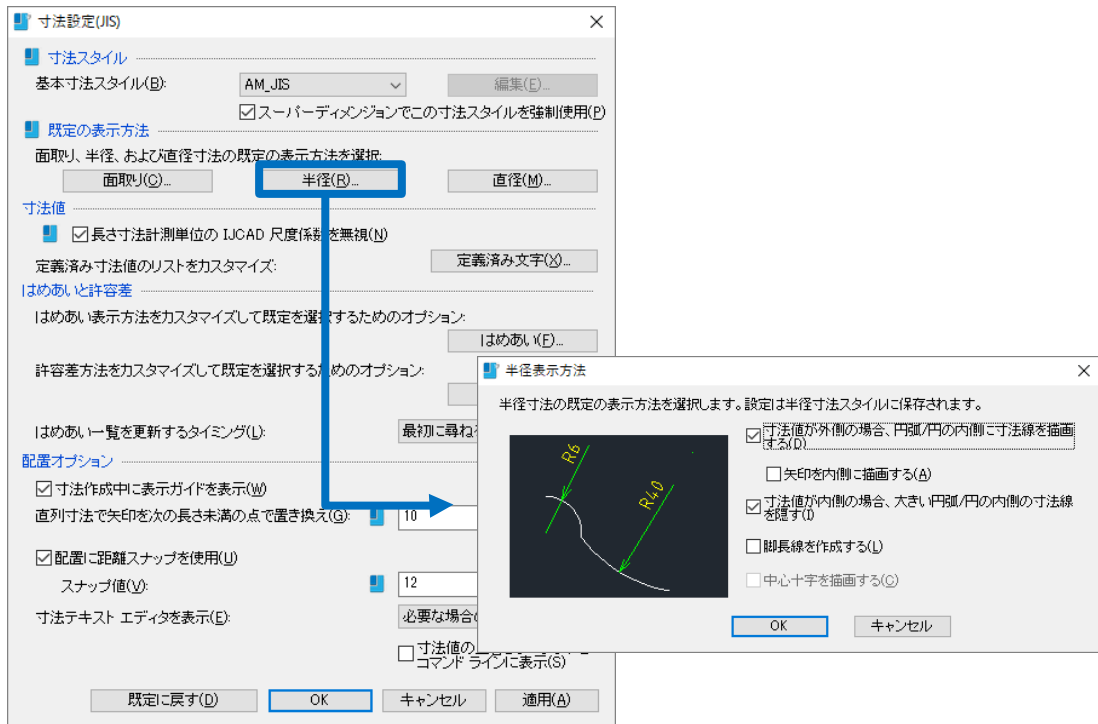 寸法設定(JIS)
寸法スタイル
基本寸法スタイル(B):
AM_JIS
編集(E)...
スーパーディメンジョンでこの寸法スタイルを強制使用(P)
既定の表示方法
面取り、半径、および直径寸法の既定の表示方法を選択:
面取り(C)...
半径(R)...
直径(M)...
寸法値
長さ寸法計測単位の IJCAD 尺度係数を無視(N)
定義済み寸法値のリストをカスタマイズ:
定義済み文字(X)...
はめあいと許容差
はめあい表示方法をカスタマイズして既定を選択するためのオプション:
はめあい(F)...
許容差方法をカスタマイズして既定を選択するためのオプション:
はめあい一覧を更新するタイミング(L):
最初に尋ね
配置オプション
寸法作成中に表示ガイドを表示(W)
直列寸法で矢印を次の長さ未満の点で置き換え(G):
10
配置に距離スナップを使用(U)
スナップ値(V):
12
寸法テキスト エディタを表示(E):
必要な場合
寸法値の
コマンド ラインに表示(S)
既定に戻す(D)
OK
キャンセル
適用(A)
半径表示方法
半径寸法の既定の表示方法を選択します。設定は半径寸法スタイルに保存されます。
R6
R40
寸法値が外側の場合、円弧/円の内側に寸法線を描画
する(D)
矢印を内側に描画する(A)
寸法値が内側の場合、大きい円弧/円の内側の寸法線
を隠す(I)
脚長線を作成する(L)
中心十字を描画する(C)
OK
キャンセル